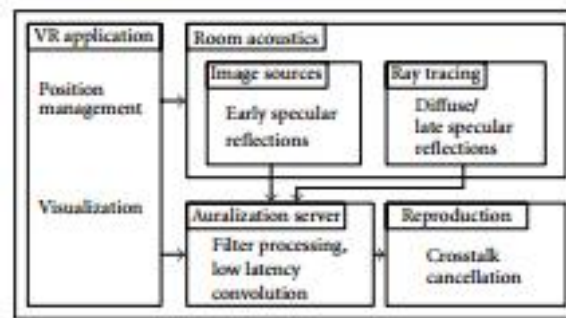 VR application
Position
management
Visualization
Room acoustics
Image sources
Early specular
reflections
Ray tracing
Diffuse/
late specular
reflections
Auralization server
Filter processing,
low latency
convolution
Reproduction
Crosstalk
cancellation